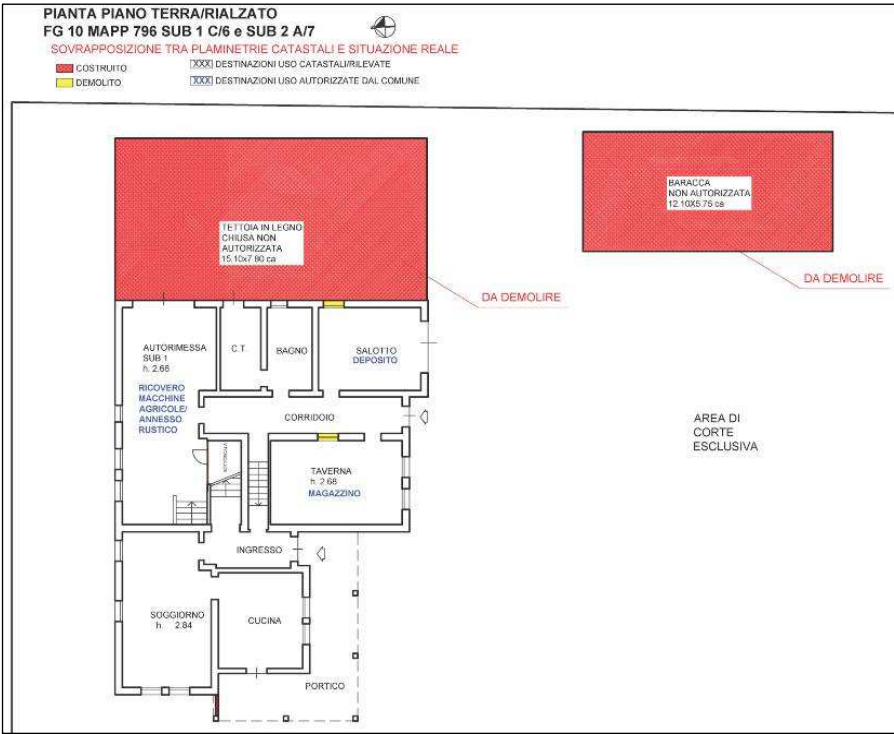 PIANTA PIANO TERRA/RIALZATO
FG 10 MAPP 796 SUB 1 C/6 e SUB 2 A/7
SOVRAPPOSIZIONE TRA PLAMINETRIE CATASTALI E SITUAZIONE REALE
COSTRUITO
XXX DESTINAZIONI USO CATASTALI/RILEVATE
DEMOLITO
XXX DESTINAZIONI USO AUTORIZZATE DAL COMUNE
BARACCA
NON AUTORIZZATA
12.10X5.75 ca
TETTOIA IN LEGNO
CHIUSA NON
AUTORIZZATA
15.10x7.80 ca
DA DEMOLIRE
DA DEMOLIRE
AUTORIMESSA
SUB 1
h. 2.66
RICOVERO
MACCHINE
AGRICOLE/
ANNESSO
RUSTICO
C.T.
BAGNO
SALOTTO
DEPOSITO
CORRIDOIO
AREA DI
CORTE
ESCLUSIVA
TAVERNA
h. 2.68
MAGAZZINO
INGRESSO
SOGGIORNO
h. 2.84
CUCINA
PORTICO